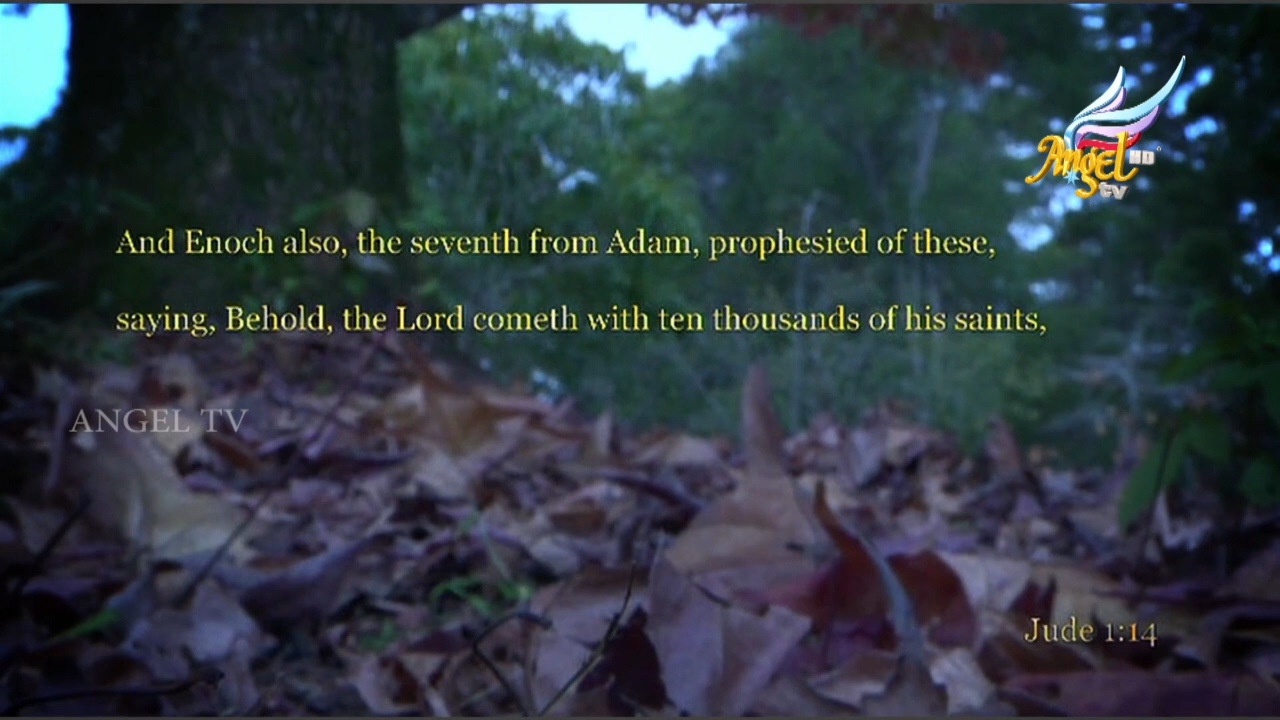 Angel HD
tv
And Enoch also, the seventh from Adam, prophesied of these,
saying, Behold, the Lord cometh with ten thousands of his saints,
ANGEL TV
Jude 1:14